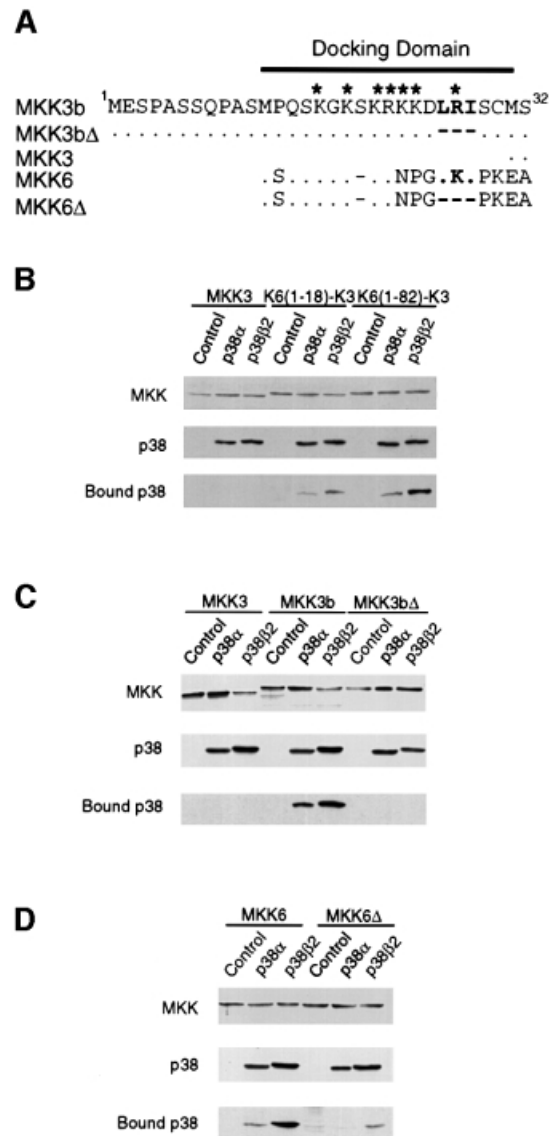 A
Docking Domain
* * **** *
MKK3b 1MESPASSQPASMPQSKGKSKRKKDLRISCMS32
MKK3bΔ ........................---....
MKK3 ..
MKK6 .S....-..NPG.K.PKEA
MKK6Δ .S....-..NPG---PKEA
B
MKK3 K6(1-18)-K3 K6(1-82)-K3
Control p38α p38β2 Control p38α p38β2 Control p38α p38β2
MKK
p38
Bound p38
C
MKK3 MKK3b MKK3bΔ
Control p38α p38β2 Control p38α p38β2 Control p38α p38β2
MKK
p38
Bound p38
D
MKK6 MKK6Δ
Control p38α p38β2 Control p38α p38β2
MKK
p38
Bound p38